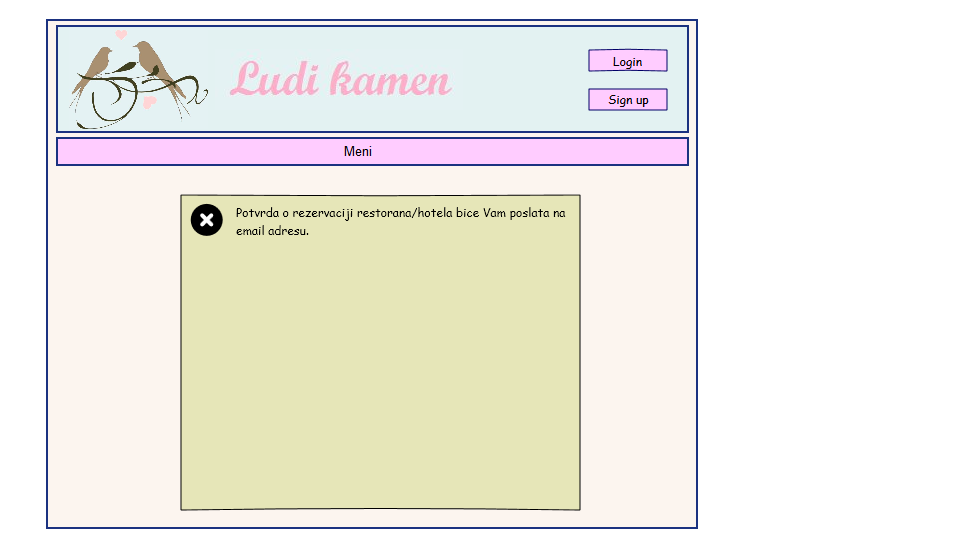 Ludi kamen
Login
Sign up
Meni
Potvrda o rezervaciji restorana/hotela bice Vam poslata na
email adresu.